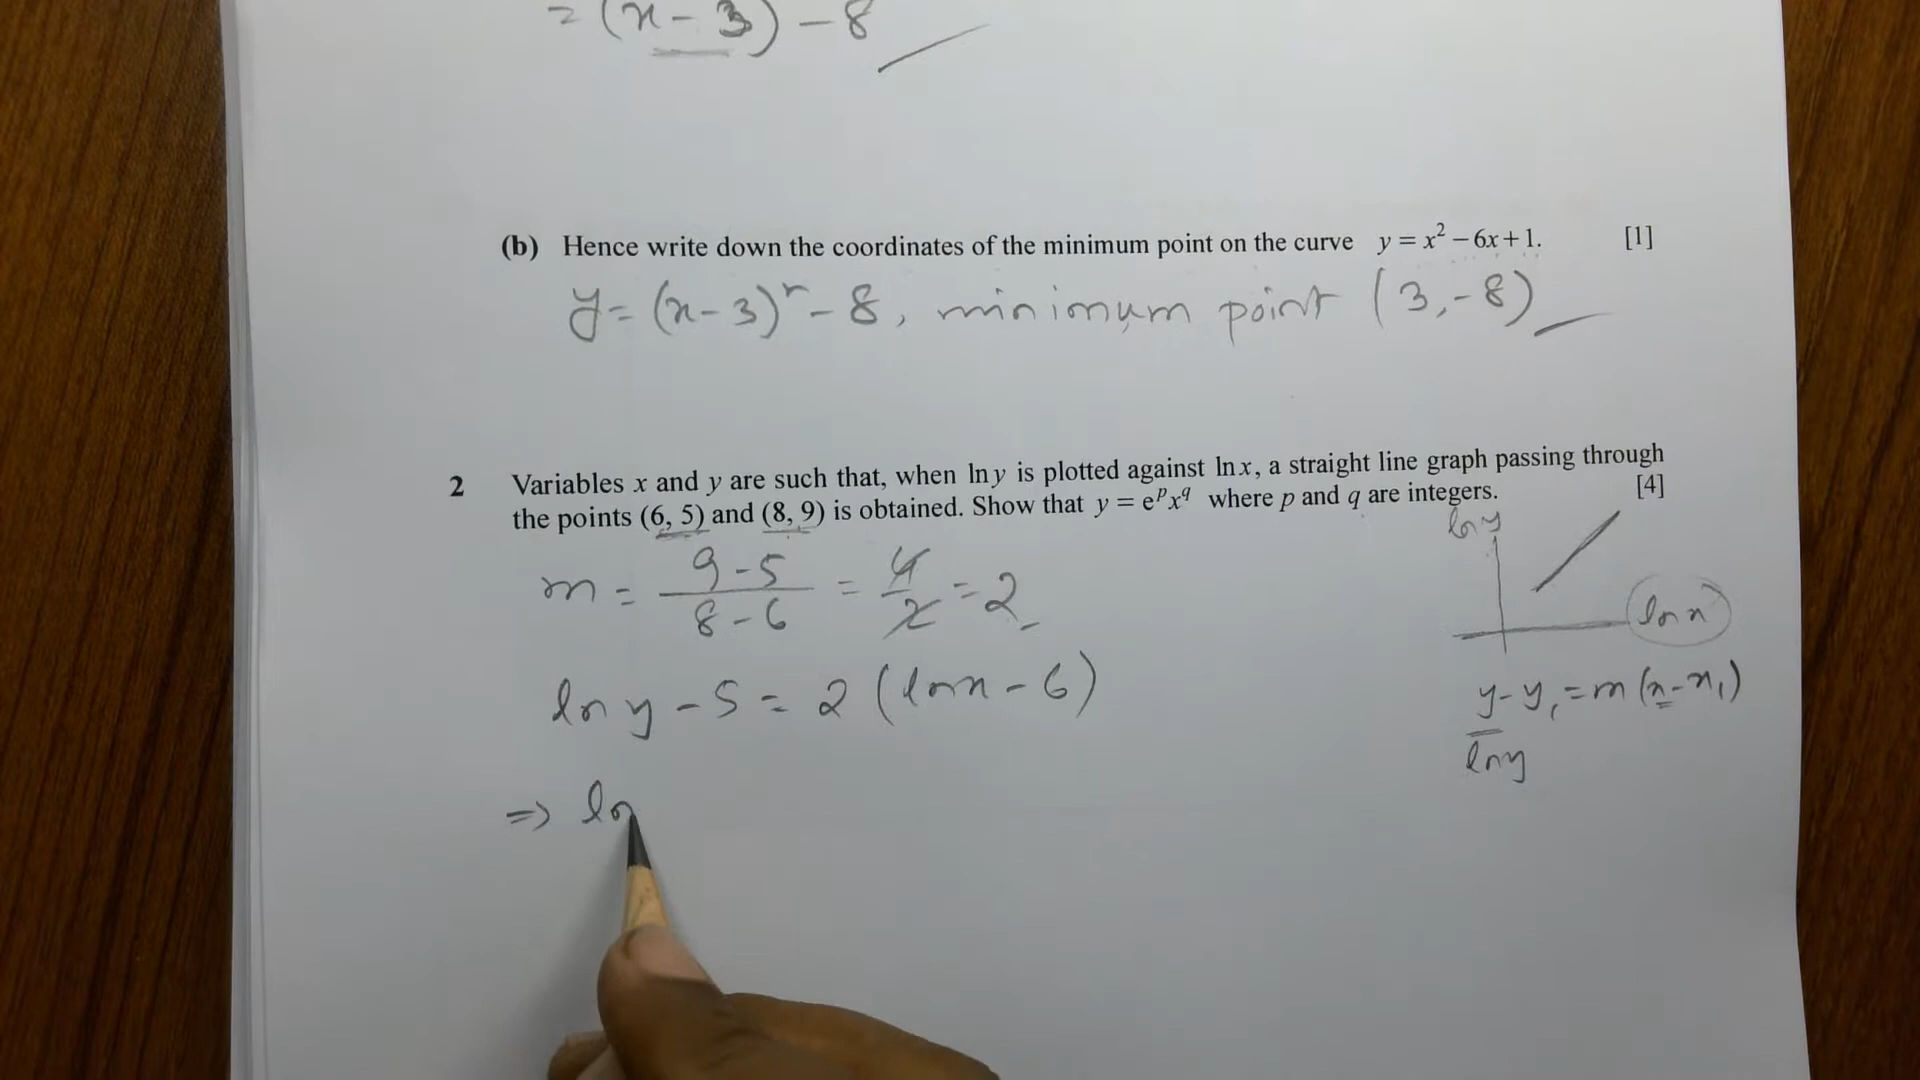 = (x - 3) - 8
(b) Hence write down the coordinates of the minimum point on the curve y = x² − 6x + 1. [1]
y = (x - 3)² - 8, minimum point (3, -8)
2 Variables x and y are such that, when ln y is plotted against ln x, a straight line graph passing through
the points (6, 5) and (8, 9) is obtained. Show that y = eᵖx^q where p and q are integers. [4]
ln y
m = 9-5 / 8-6 = 4/2 = 2
ln x
ln y - 5 = 2 (ln x - 6)
y - y₁ = m (x - x₁)
ln y
⇒ ln